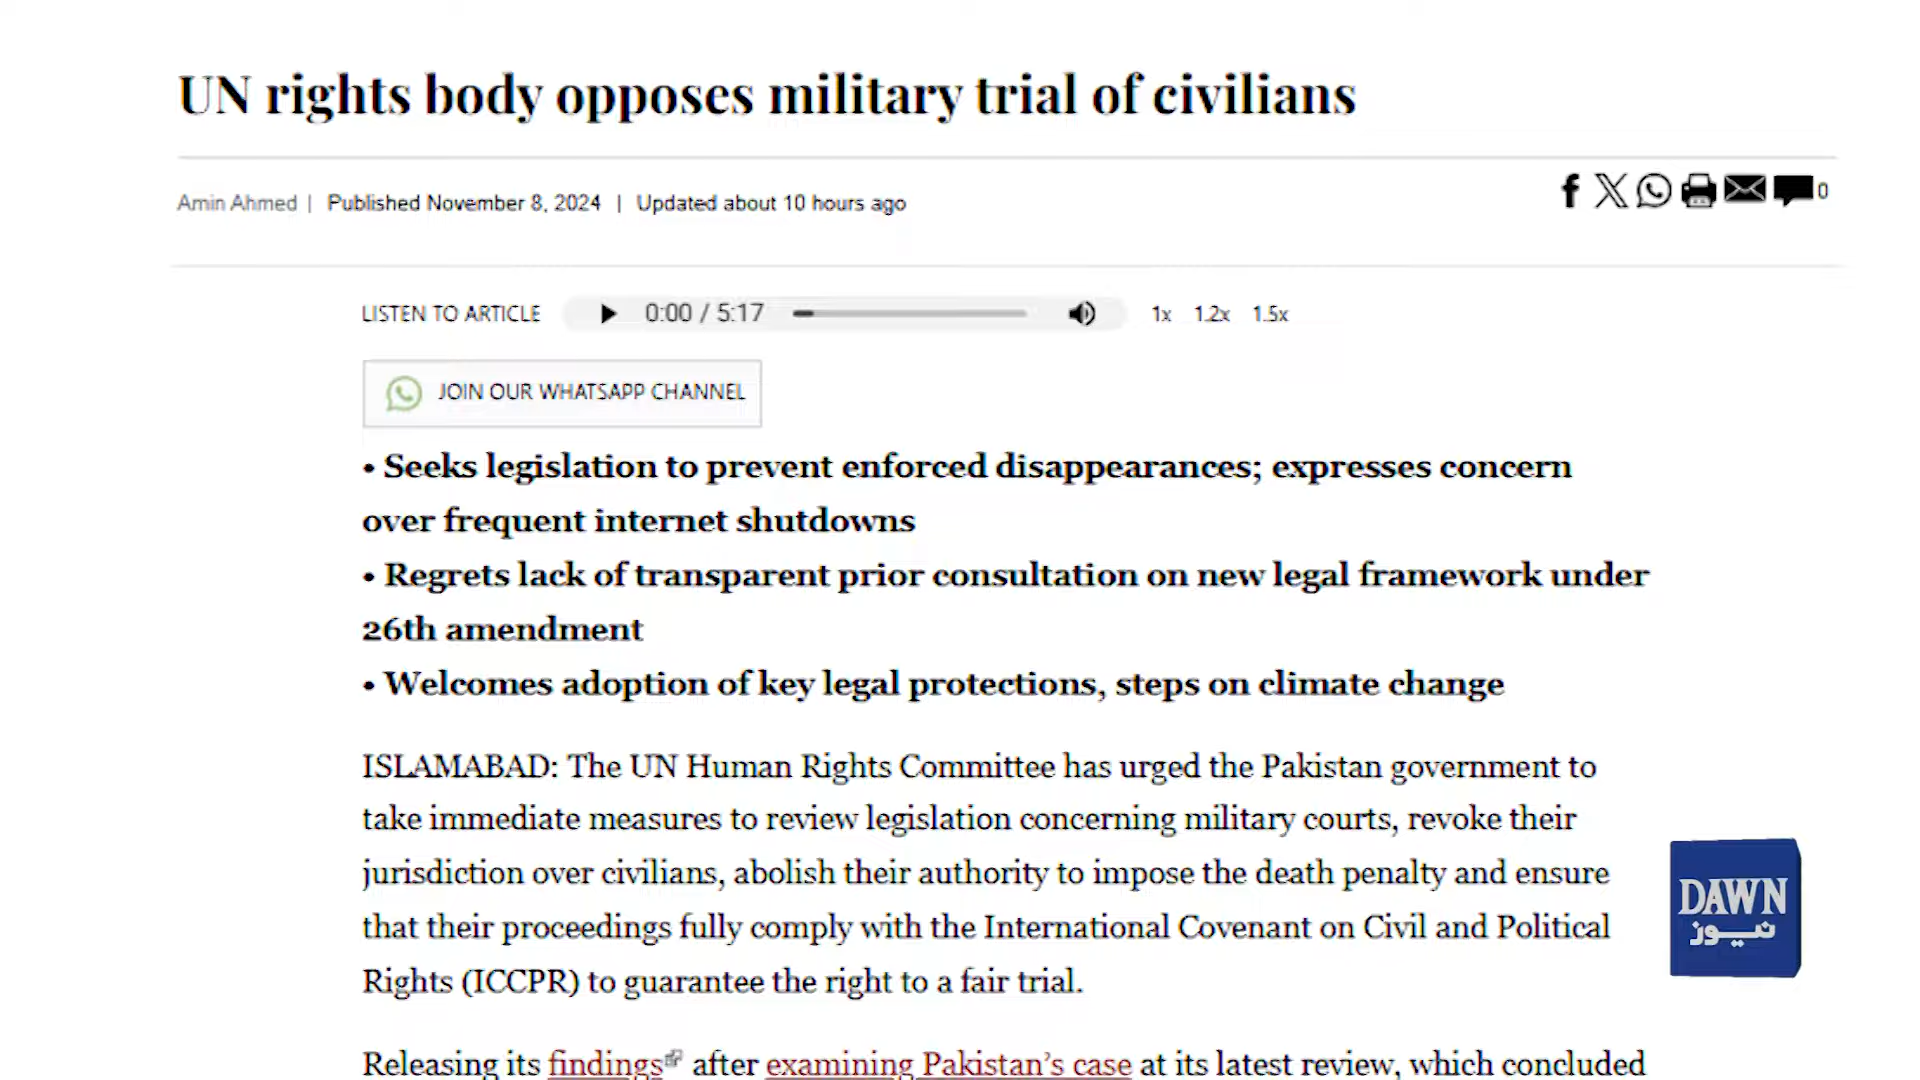 UN rights body opposes military trial of civilians
Amin Ahmed | Published November 8, 2024 | Updated about 10 hours ago
0
LISTEN TO ARTICLE 0:00 / 5:17 1x 1.2x 1.5x
JOIN OUR WHATSAPP CHANNEL
• Seeks legislation to prevent enforced disappearances; expresses concern
over frequent internet shutdowns
• Regrets lack of transparent prior consultation on new legal framework under
26th amendment
• Welcomes adoption of key legal protections, steps on climate change
ISLAMABAD: The UN Human Rights Committee has urged the Pakistan government to
take immediate measures to review legislation concerning military courts, revoke their
jurisdiction over civilians, abolish their authority to impose the death penalty and ensure
that their proceedings fully comply with the International Covenant on Civil and Political
Rights (ICCPR) to guarantee the right to a fair trial.
Releasing its findings after examining Pakistan's case at its latest review, which concluded
DAWN
نیوز